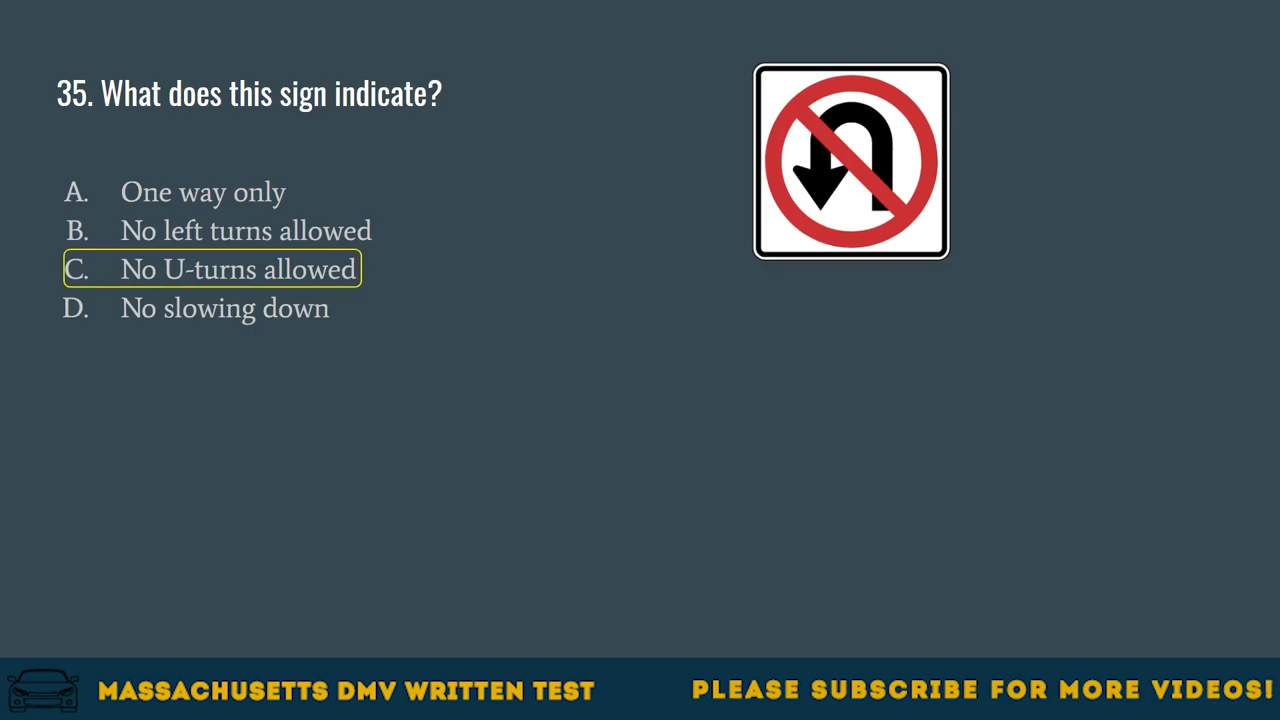 35. What does this sign indicate?
A. One way only
B. No left turns allowed
C. No U-turns allowed
D. No slowing down
MASSACHUSETTS DMV WRITTEN TEST
PLEASE SUBSCRIBE FOR MORE VIDEOS!